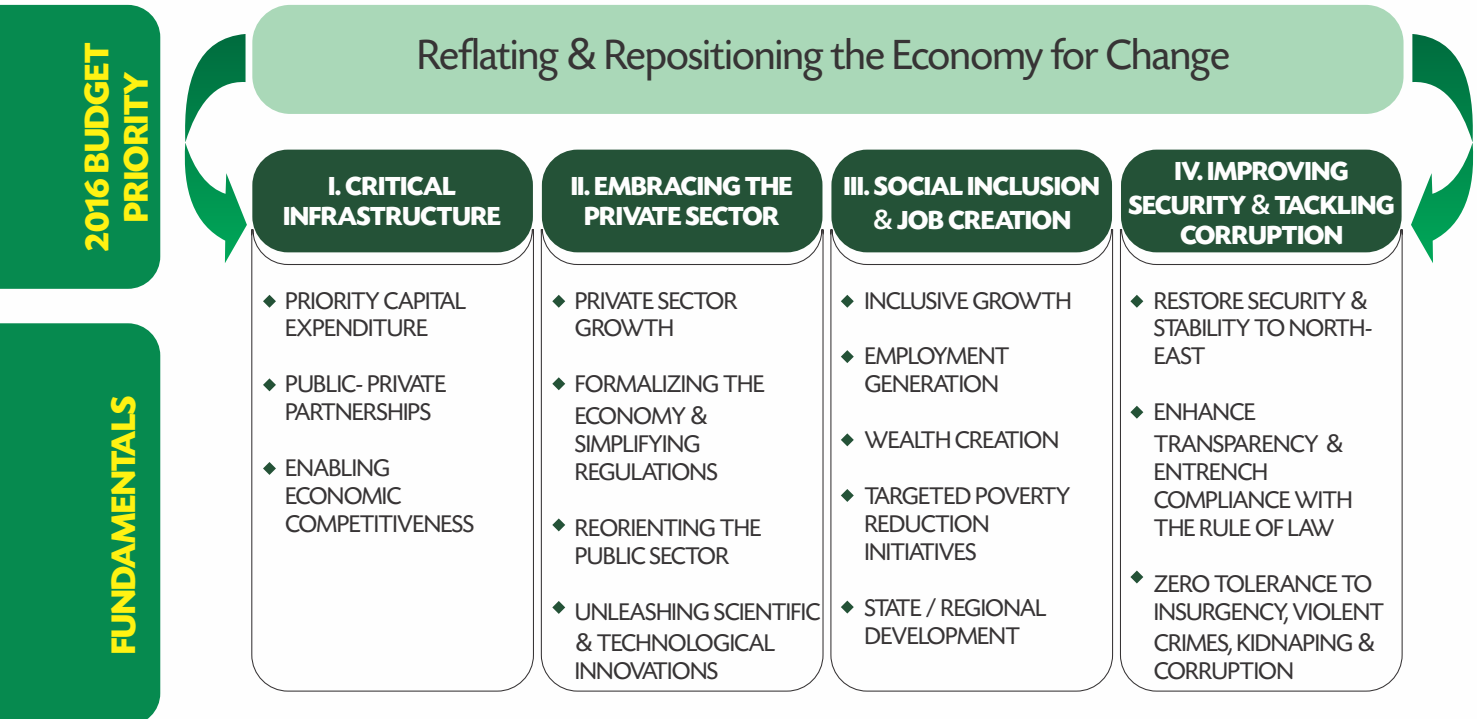 2016 BUDGET
PRIORITY
Reflating & Repositioning the Economy for Change
I. CRITICAL
INFRASTRUCTURE
II. EMBRACING THE
PRIVATE SECTOR
III. SOCIAL INCLUSION
& JOB CREATION
IV. IMPROVING
SECURITY & TACKLING
CORRUPTION
FUNDAMENTALS
PRIORITY CAPITAL
EXPENDITURE
PUBLIC- PRIVATE
PARTNERSHIPS
ENABLING
ECONOMIC
COMPETITIVENESS
PRIVATE SECTOR
GROWTH
FORMALIZING THE
ECONOMY &
SIMPLIFYING
REGULATIONS
REORIENTING THE
PUBLIC SECTOR
UNLEASHING SCIENTIFIC
& TECHNOLOGICAL
INNOVATIONS
INCLUSIVE GROWTH
EMPLOYMENT
GENERATION
WEALTH CREATION
TARGETED POVERTY
REDUCTION
INITIATIVES
STATE / REGIONAL
DEVELOPMENT
RESTORE SECURITY &
STABILITY TO NORTH-
EAST
ENHANCE
TRANSPARENCY &
ENTRENCH
COMPLIANCE WITH
THE RULE OF LAW
ZERO TOLERANCE TO
INSURGENCY, VIOLENT
CRIMES, KIDNAPING &
CORRUPTION